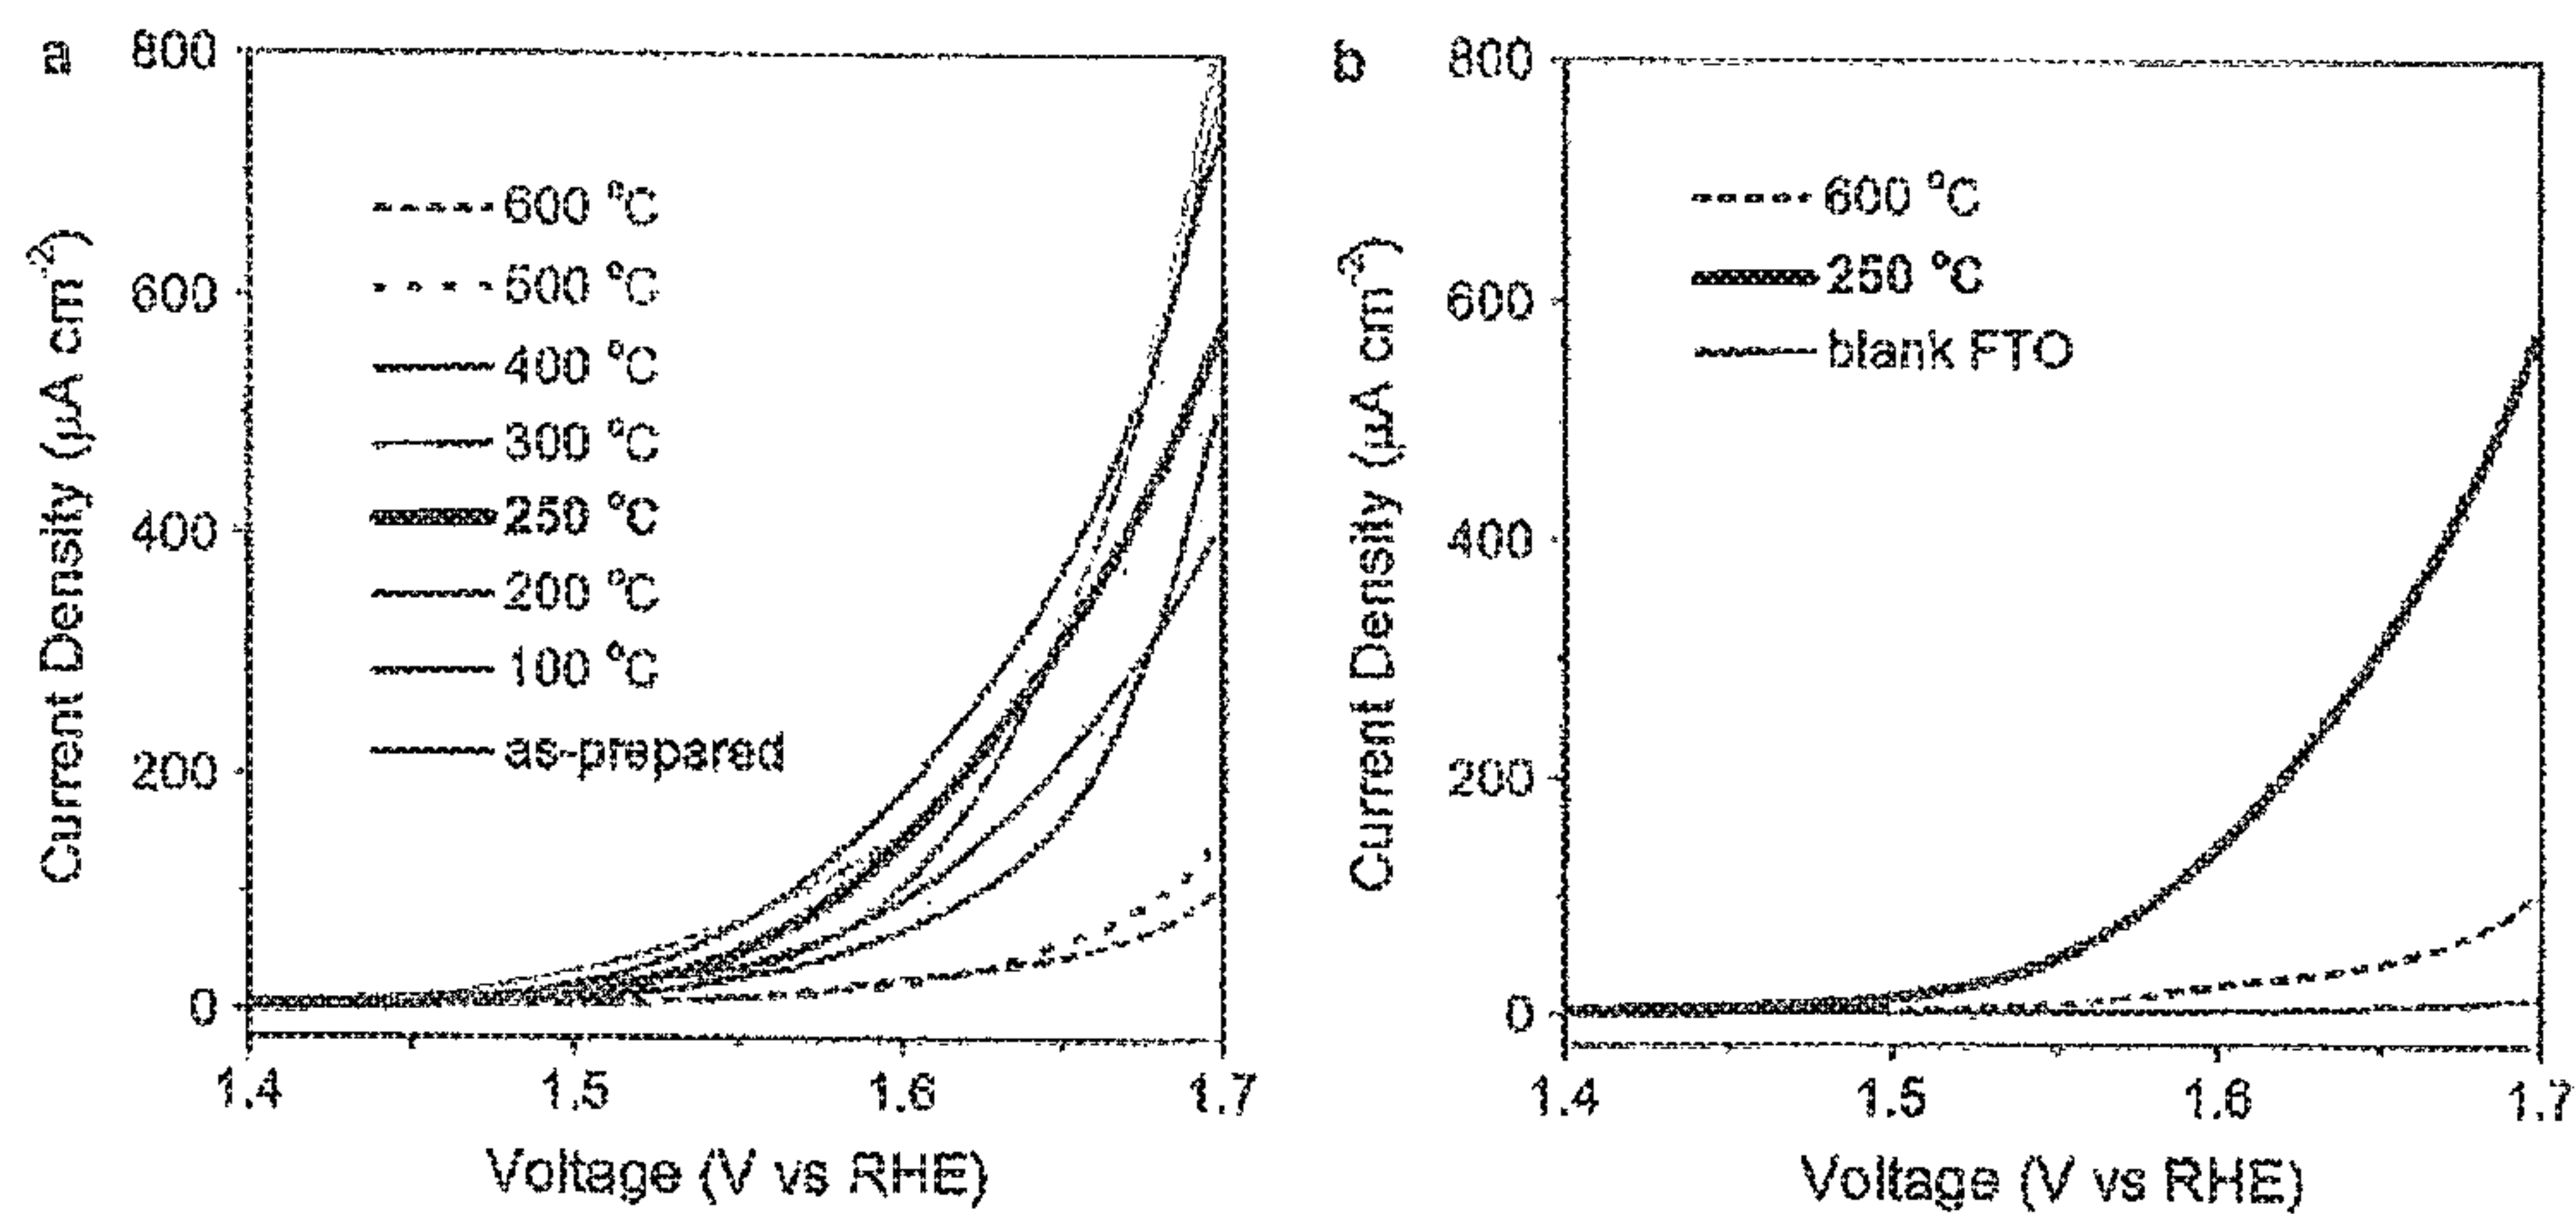 a
800
600
400
200
0
Current Density (µA cm⁻²)
600 °C
500 °C
400 °C
300 °C
250 °C
200 °C
100 °C
as-prepared
1.4 1.5 1.6 1.7
Voltage (V vs RHE)
b
800
600
400
200
0
Current Density (µA cm⁻²)
600 °C
250 °C
blank FTO
1.4 1.5 1.6 1.7
Voltage (V vs RHE)